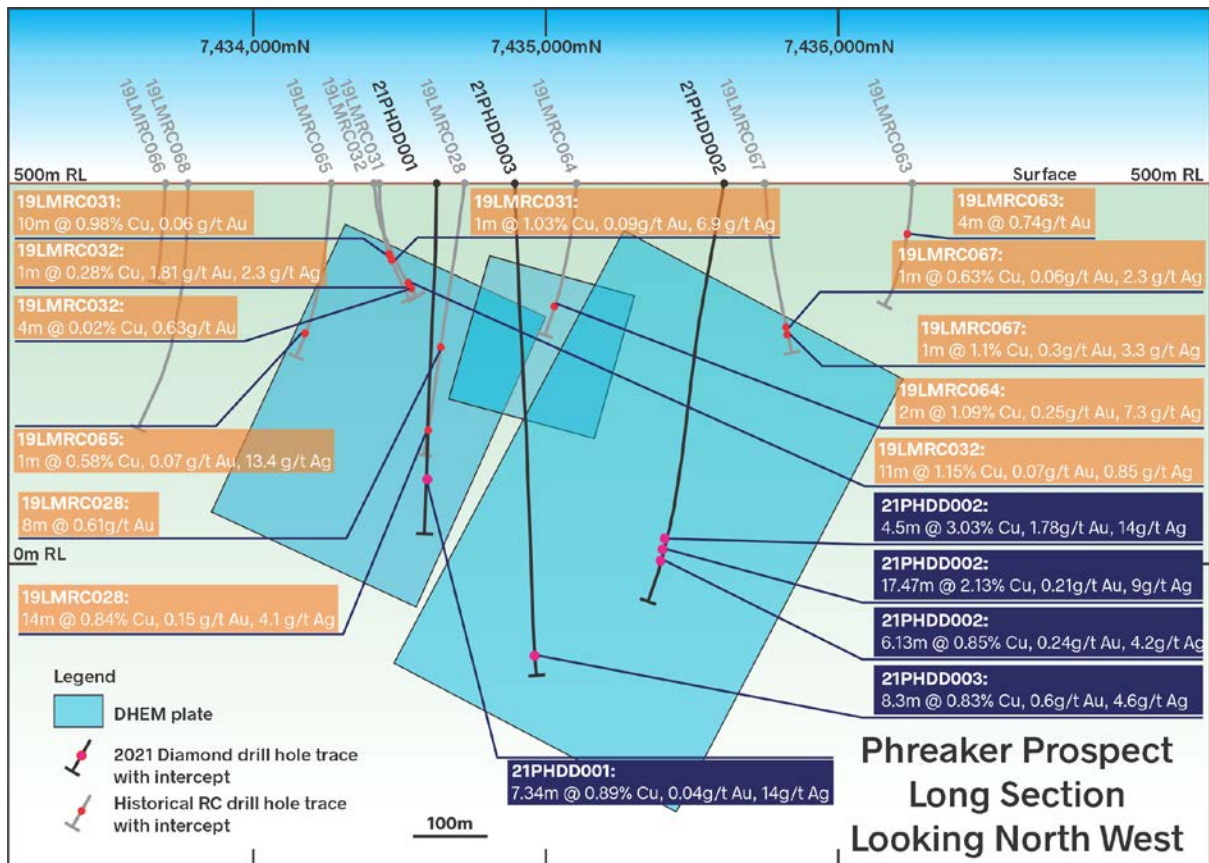 7,434,000mN
7,435,000mN
7,436,000mN
19LMRC066
19LMRC068
19LMRC065
19LMRC032
19LMRC031
21PHDD001
19LMRC028
21PHDD003
19LMRC064
21PHDD002
19LMRC067
19LMRC063
500m RL
Surface
500m RL
19LMRC031:
10m @ 0.98% Cu, 0.06 g/t Au
19LMRC032:
1m @ 0.28% Cu, 1.81 g/t Au, 2.3 g/t Ag
19LMRC032:
4m @ 0.02% Cu, 0.63g/t Au
19LMRC065:
1m @ 0.58% Cu, 0.07 g/t Au, 13.4 g/t Ag
19LMRC028:
8m @ 0.61g/t Au
0m RL
19LMRC028:
14m @ 0.84% Cu, 0.15 g/t Au, 4.1 g/t Ag
19LMRC031:
1m @ 1.03% Cu, 0.09g/t Au, 6.9 g/t Ag
19LMRC063:
4m @ 0.74g/t Au
19LMRC067:
1m @ 0.63% Cu, 0.06g/t Au, 2.3 g/t Ag
19LMRC067:
1m @ 1.1% Cu, 0.3g/t Au, 3.3 g/t Ag
19LMRC064:
2m @ 1.09% Cu, 0.25g/t Au, 7.3 g/t Ag
19LMRC032:
11m @ 1.15% Cu, 0.07g/t Au, 0.85 g/t Ag
21PHDD002:
4.5m @ 3.03% Cu, 1.78g/t Au, 14g/t Ag
21PHDD002:
17.47m @ 2.13% Cu, 0.21g/t Au, 9g/t Ag
21PHDD002:
6.13m @ 0.85% Cu, 0.24g/t Au, 4.2g/t Ag
21PHDD003:
8.3m @ 0.83% Cu, 0.6g/t Au, 4.6g/t Ag
21PHDD001:
7.34m @ 0.89% Cu, 0.04g/t Au, 14g/t Ag
Legend
DHEM plate
2021 Diamond drill hole trace
with intercept
Historical RC drill hole trace
with intercept
100m
Phreaker Prospect
Long Section
Looking North West